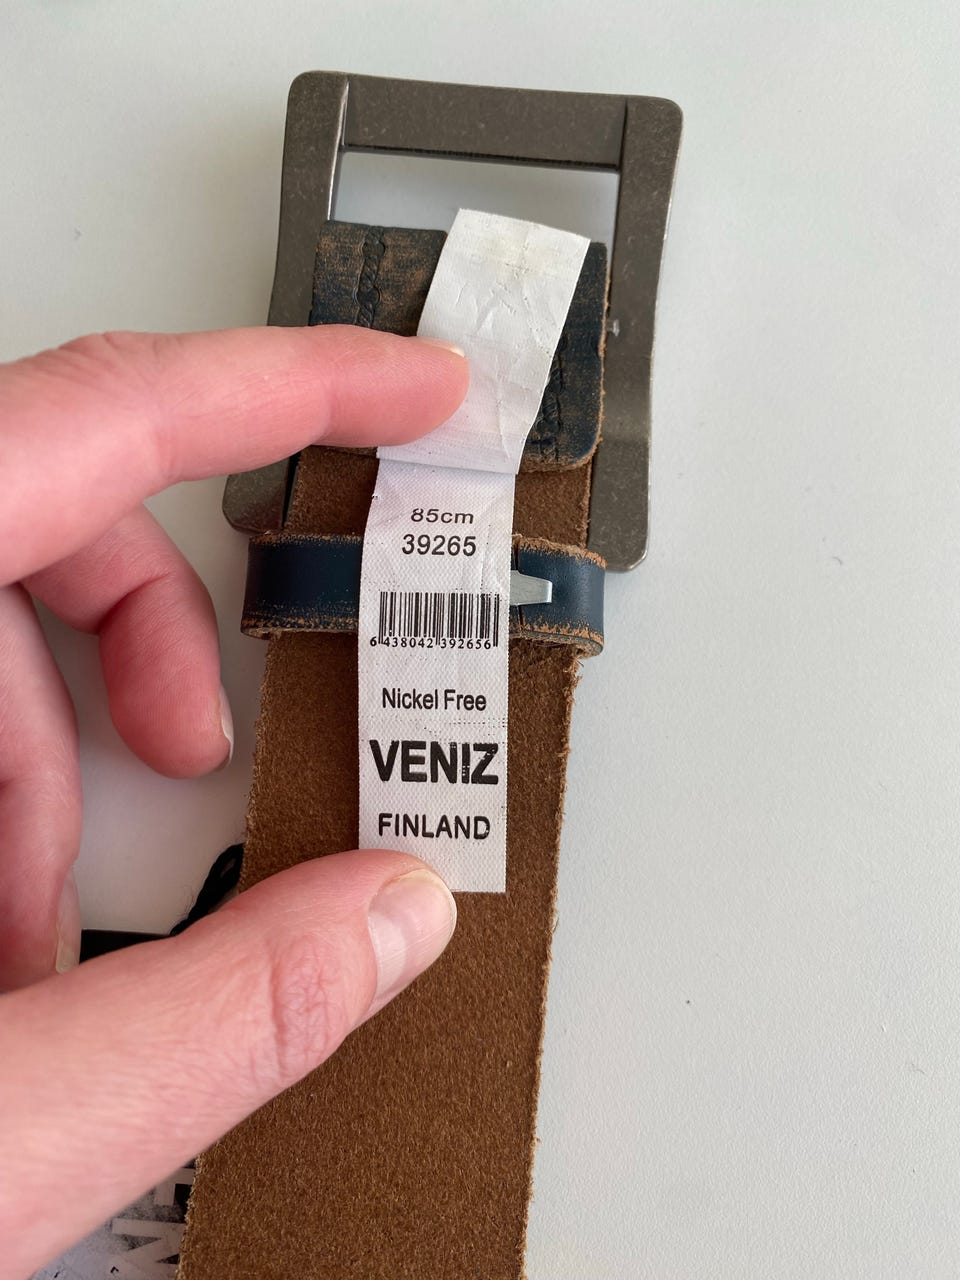 85cm
39265
6 438042 392656
Nickel Free
VENIZ
FINLAND